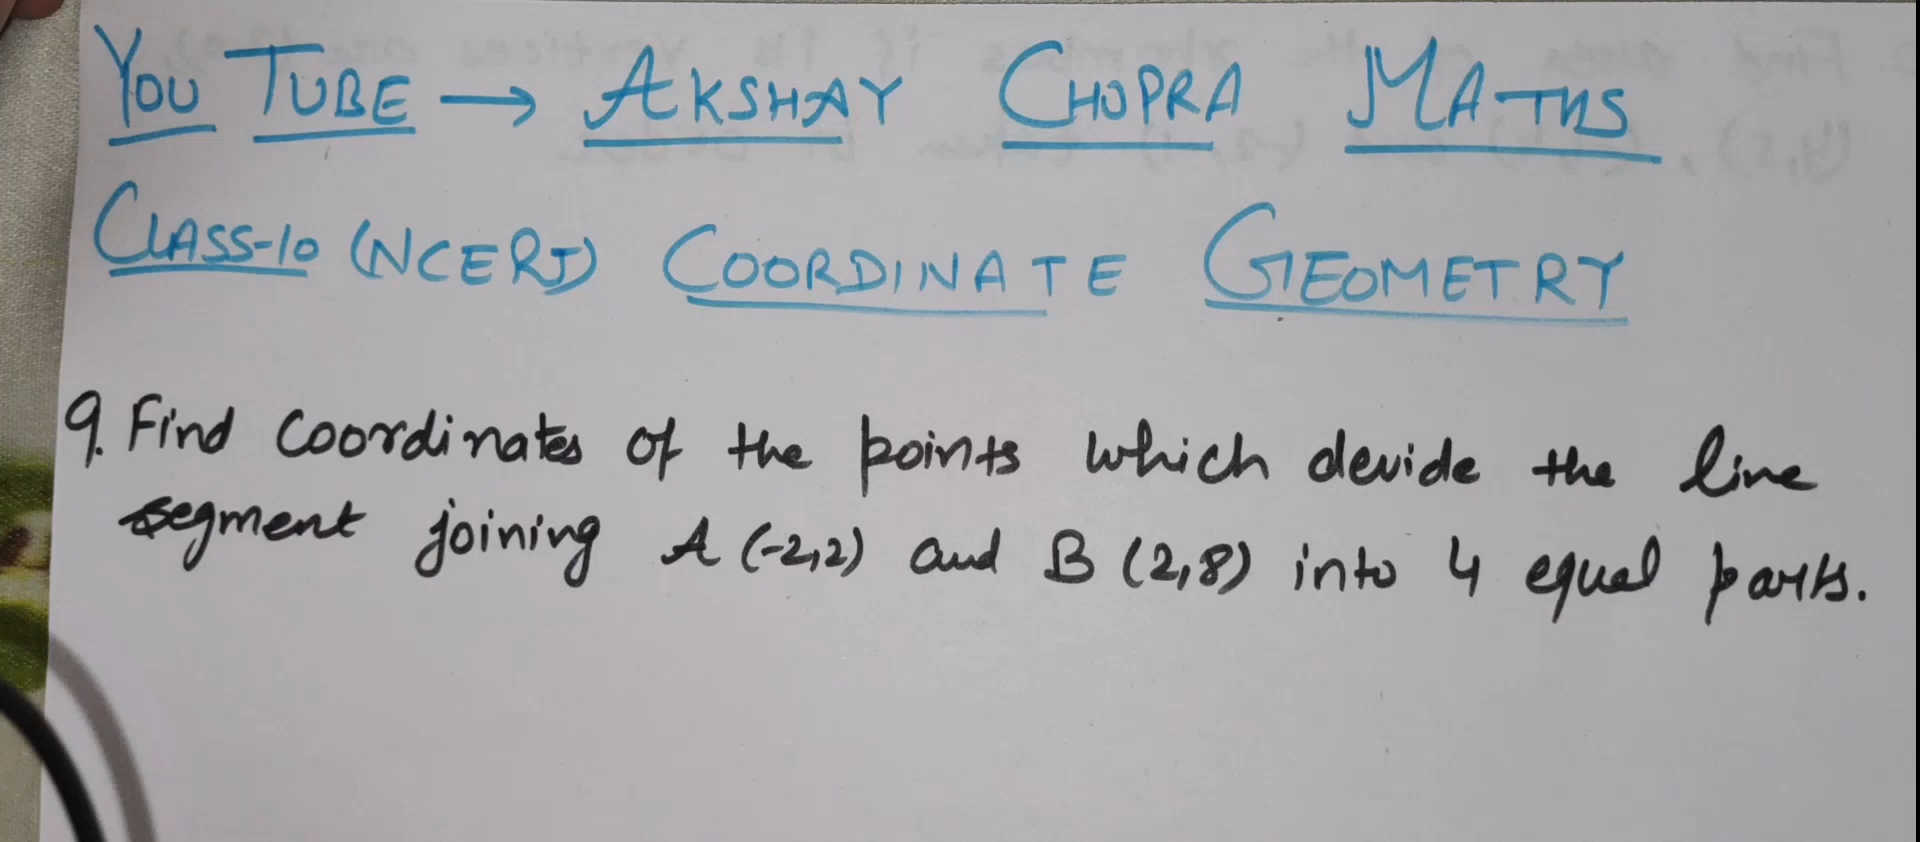 YOU TUBE → AKSHAY CHOPRA MATHS
CLASS-10 (NCERT) COORDINATE GEOMETRY
9. Find Coordinates of the points which devide the line
segment joining A (-2,2) and B (2,8) into 4 equal parts.